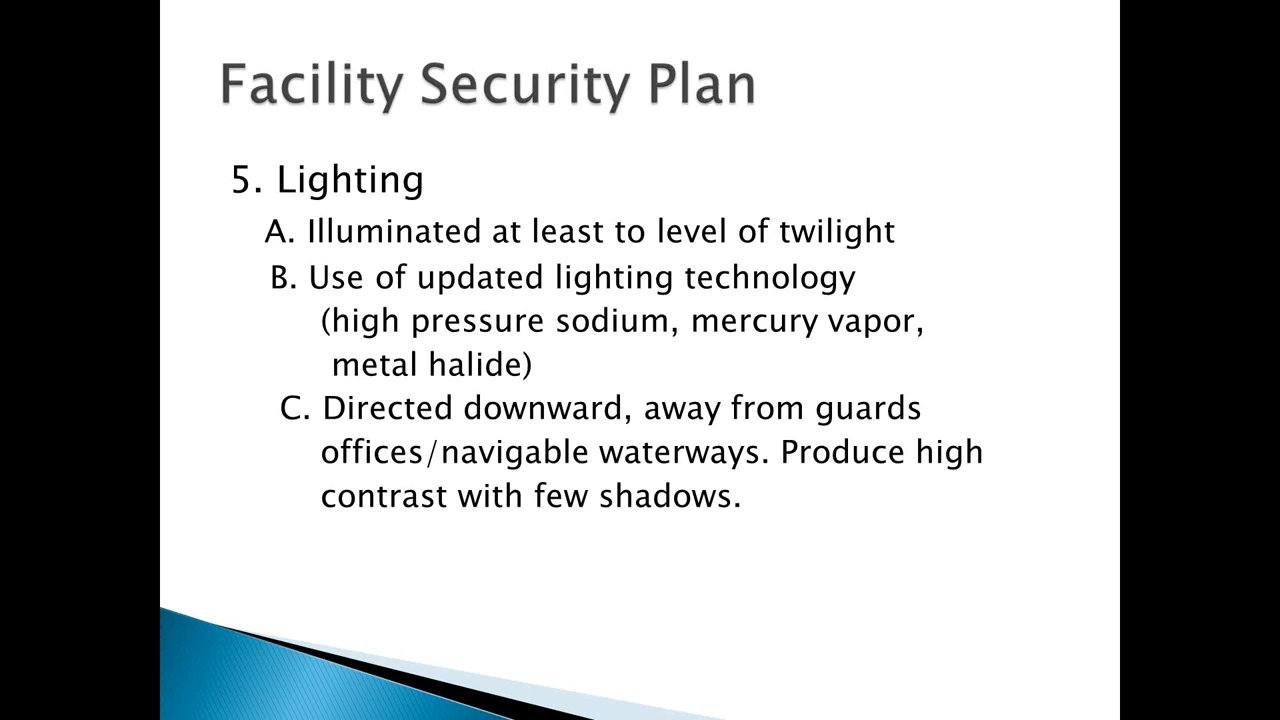 Facility Security Plan
5. Lighting
A. Illuminated at least to level of twilight
B. Use of updated lighting technology
(high pressure sodium, mercury vapor,
metal halide)
C. Directed downward, away from guards
offices/navigable waterways. Produce high
contrast with few shadows.